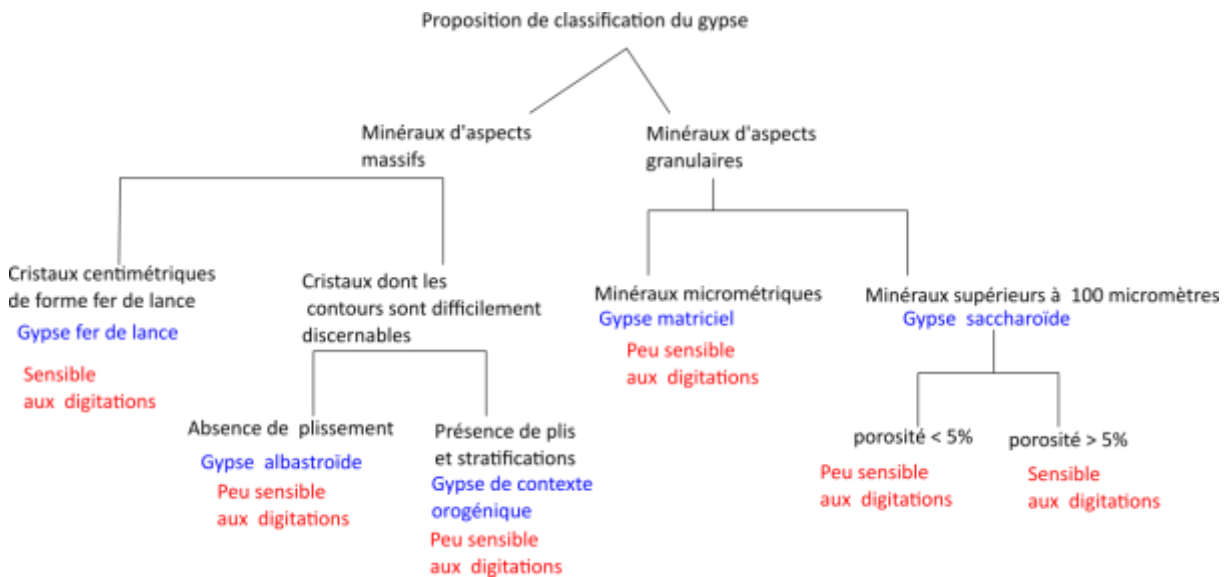 Proposition de classification du gypse
Minéraux d'aspects
massifs
Minéraux d'aspects
granulaires
Cristaux centimétriques
de forme fer de lance
Gypse fer de lance
Sensible
aux digitations
Cristaux dont les
contours sont difficilement
discernables
Absence de plissement
Gypse albastroïde
Peu sensible
aux digitations
Présence de plis
et stratifications
Gypse de contexte
orogénique
Peu sensible
aux digitations
Minéraux micrométriques
Gypse matriciel
Peu sensible
aux digitations
Minéraux supérieurs à 100 micromètres
Gypse saccharoïde
porosité < 5%
Peu sensible
aux digitations
porosité > 5%
Sensible
aux digitations